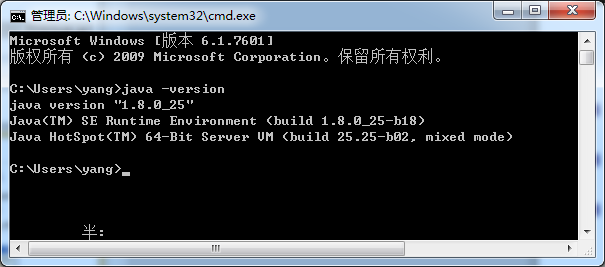 管理员: C:\Windows\system32\cmd.exe
Microsoft Windows [版本 6.1.7601]
版权所有 (c) 2009 Microsoft Corporation。保留所有权利。
C:\Users\yang>java -version
java version "1.8.0_25"
Java(TM) SE Runtime Environment (build 1.8.0_25-b18)
Java HotSpot(TM) 64-Bit Server VM (build 25.25-b02, mixed mode)
C:\Users\yang>
半: